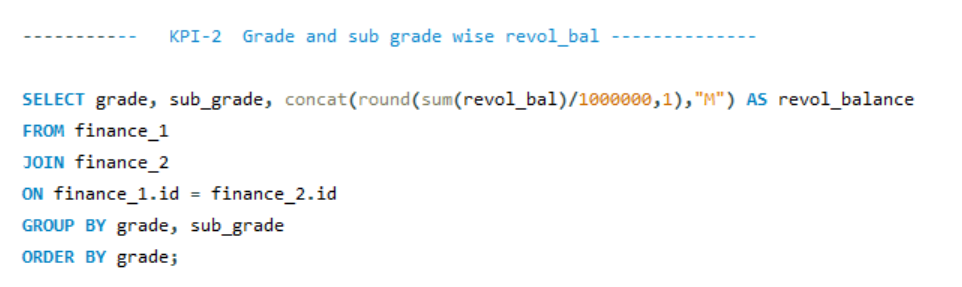 -----------   KPI-2  Grade and sub grade wise revol_bal --------------
SELECT grade, sub_grade, concat(round(sum(revol_bal)/1000000,1),"M") AS revol_balance
FROM finance_1
JOIN finance_2
ON finance_1.id = finance_2.id
GROUP BY grade, sub_grade
ORDER BY grade;